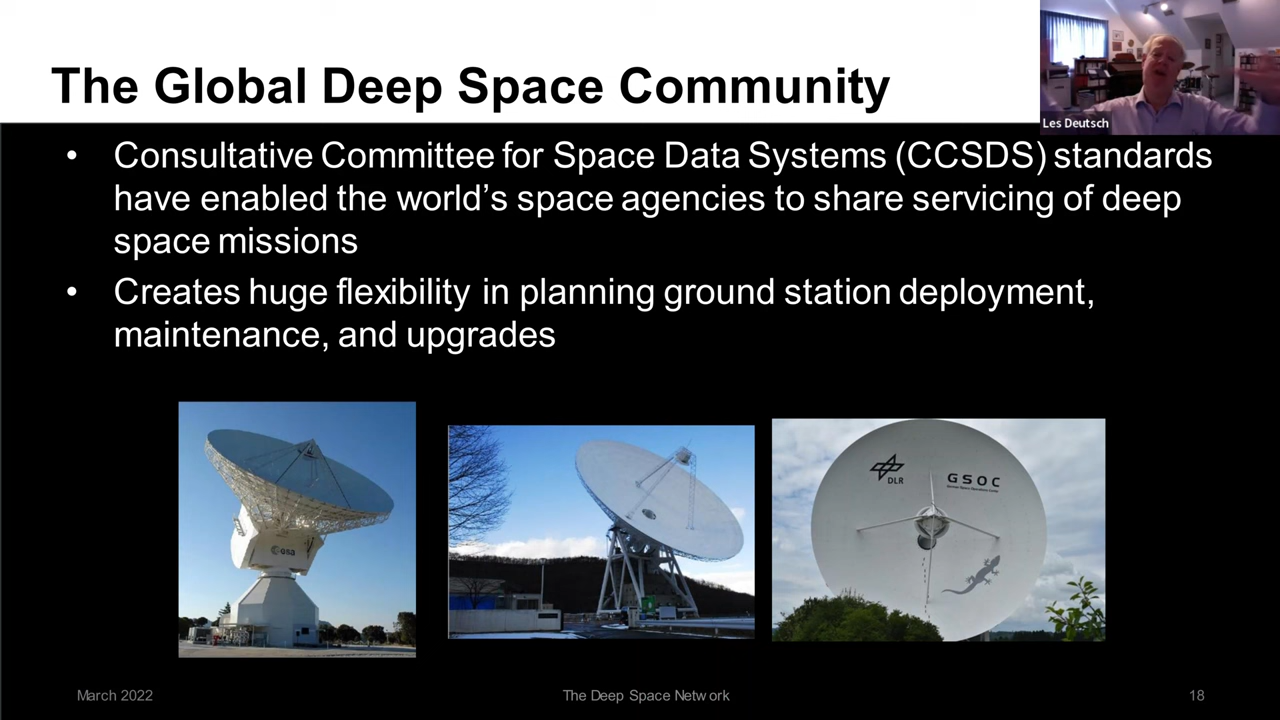 The Global Deep Space Community
Les Deutsch
• Consultative Committee for Space Data Systems (CCSDS) standards
have enabled the world’s space agencies to share servicing of deep
space missions
• Creates huge flexibility in planning ground station deployment,
maintenance, and upgrades
esa
DLR
GSOC
March 2022
The Deep Space Network
18